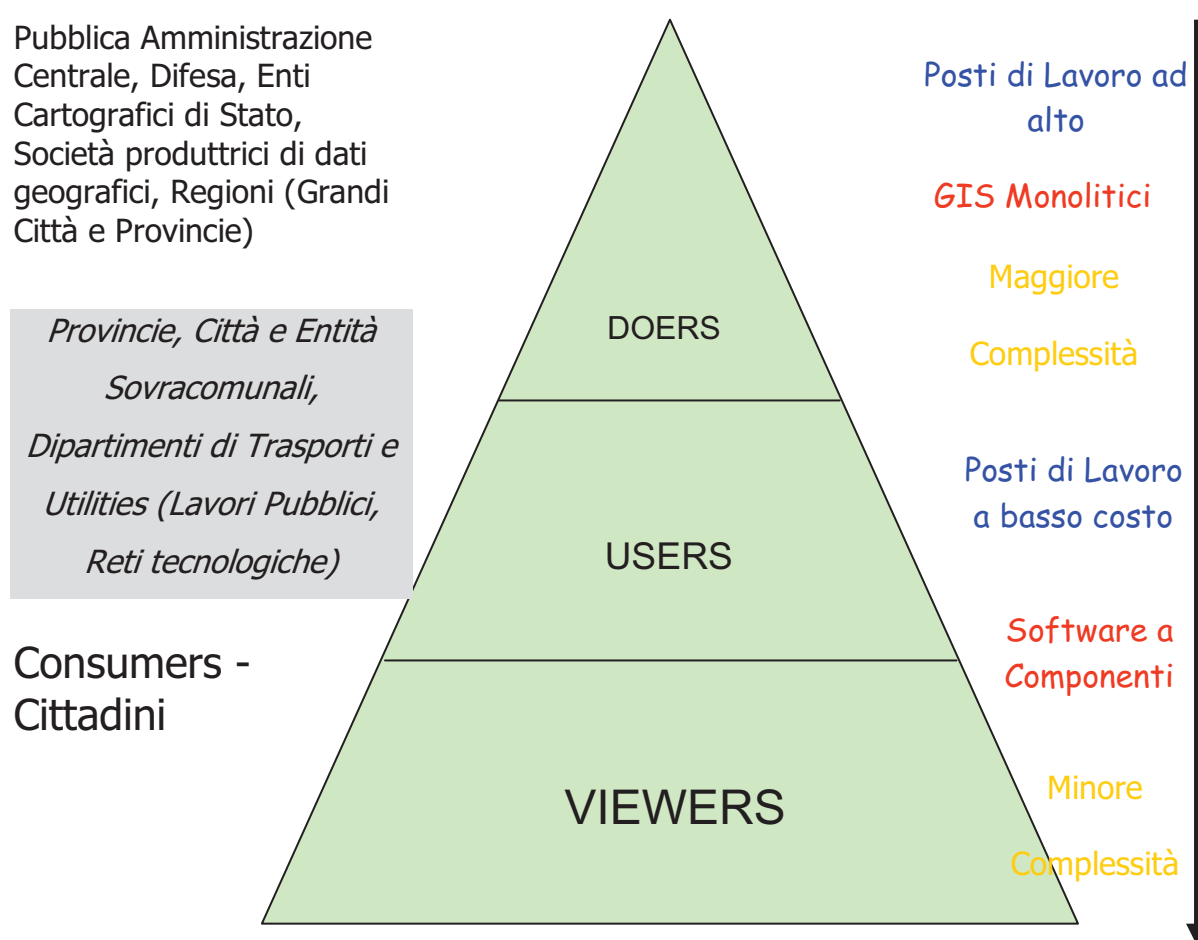 Pubblica Amministrazione
Centrale, Difesa, Enti
Cartografici di Stato,
Società produttrici di dati
geografici, Regioni (Grandi
Città e Provincie)
Provincie, Città e Entità
Sovracomunali,
Dipartimenti di Trasporti e
Utilities (Lavori Pubblici,
Reti tecnologiche)
Consumers -
Cittadini
DOERS
USERS
VIEWERS
Posti di Lavoro ad
alto
GIS Monolitici
Maggiore
Complessità
Posti di Lavoro
a basso costo
Software a
Componenti
Minore
Complessità